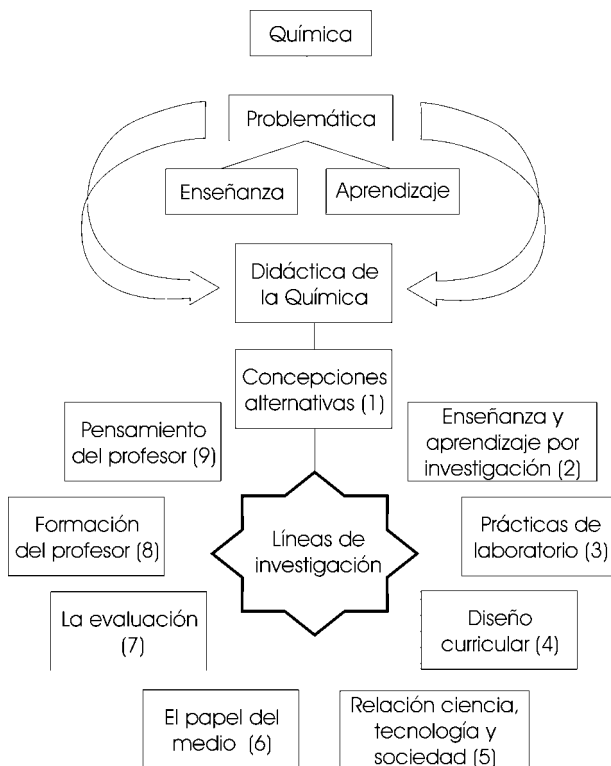 Química
Problemática
Enseñanza
Aprendizaje
Didáctica de
la Química
Concepciones
alternativas (1)
Enseñanza y
aprendizaje por
investigación (2)
Prácticas de
laboratorio (3)
Diseño
curricular (4)
Relación ciencia,
tecnología y
sociedad (5)
El papel del
medio (6)
La evaluación
(7)
Formación
del profesor (8)
Pensamiento
del profesor (9)
Líneas de
investigación